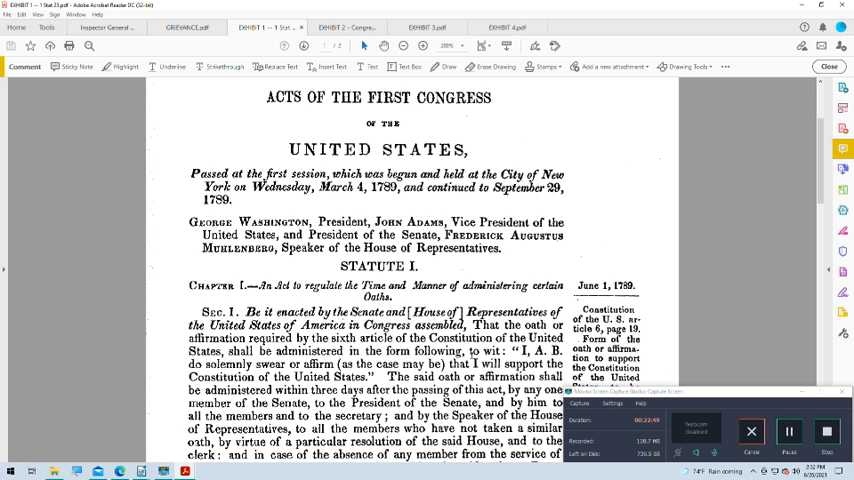 EXHIBIT 1 -- 1 Stat 23.pdf - Adobe Acrobat Reader DC (32-bit)
File Edit View Sign Window Help
Home Tools Inspector General ... GRIEVANCE.pdf EXHIBIT 1 -- 1 Stat ... × EXHIBIT 2 - Congre... EXHIBIT 3.pdf EXHIBIT 4.pdf
1 / 2 200%
Comment Sticky Note Highlight Underline Strikethrough Replace Text Insert Text Text Text Box Draw Erase Drawing Stamps Add a new attachment Drawing Tools Close
ACTS OF THE FIRST CONGRESS
OF THE
UNITED STATES,
Passed at the first session, which was begun and held at the City of New
York on Wednesday, March 4, 1789, and continued to September 29,
1789.
GEORGE WASHINGTON, President, JOHN ADAMS, Vice President of the
United States, and President of the Senate, FREDERICK AUGUSTUS
MUHLENBERG, Speaker of the House of Representatives.
STATUTE I.
CHAPTER I.—An Act to regulate the Time and Manner of administering certain
Oaths.
June 1, 1789.
SEC. 1. Be it enacted by the Senate and [House of] Representatives of
the United States of America in Congress assembled, That the oath or
affirmation required by the sixth article of the Constitution of the United
States, shall be administered in the form following, to wit: "I, A. B.
do solemnly swear or affirm (as the case may be) that I will support the
Constitution of the United States." The said oath or affirmation shall
be administered within three days after the passing of this act, by any one
member of the Senate, to the President of the Senate, and by him to
all the members and to the secretary; and by the Speaker of the House
of Representatives, to all the members who have not taken a similar
oath, by virtue of a particular resolution of the said House, and to the
clerk: and in case of the absence of any member from the service of
Constitution
of the U. S. ar-
ticle 6, page 19.
Form of the
oath or affirma-
tion to support
the Constitution
of the United
Movavi Screen Capture Studio: Capture Screen
Capture Settings Help
Duration: 00:22:49
Recorded: 110.7 MB
Left on Disk: 739.5 GB
Webcam
disabled
Cancel Pause Stop
74°F Rain coming
2:32 PM
6/26/2021